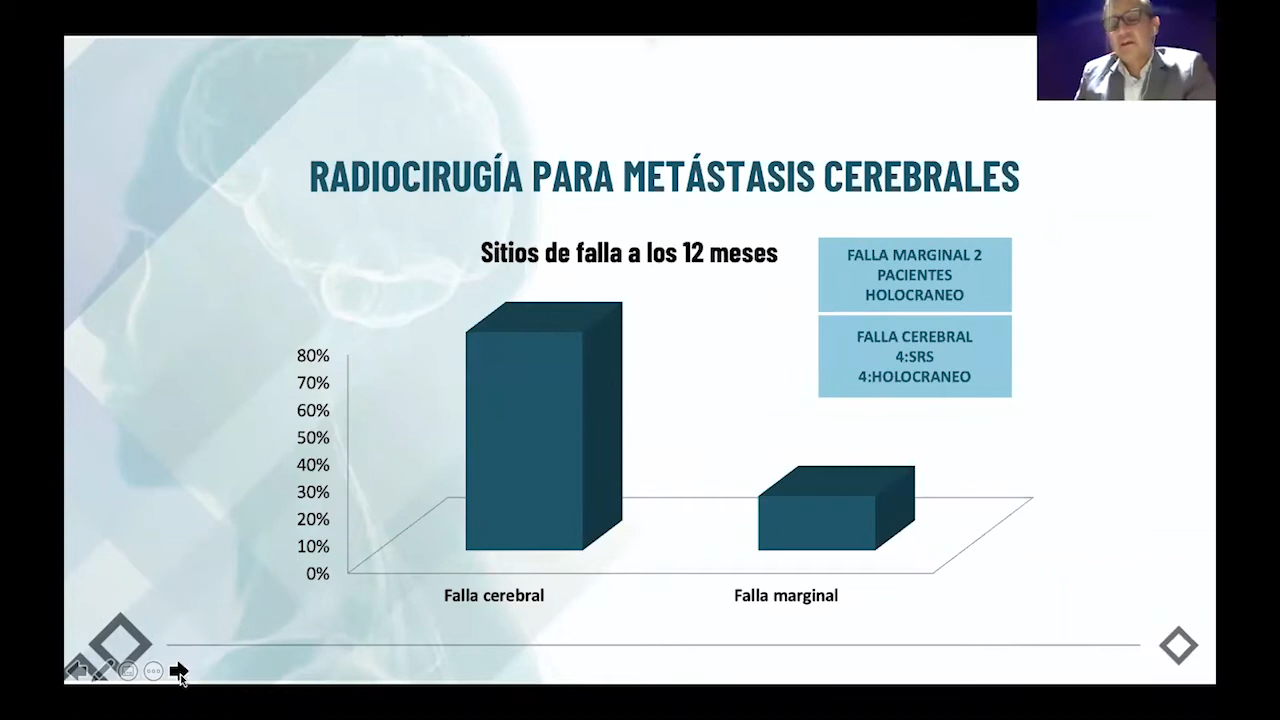 RADIOCIRUGÍA PARA METÁSTASIS CEREBRALES
Sitios de falla a los 12 meses
FALLA MARGINAL 2
PACIENTES
HOLOCRANEO
FALLA CEREBRAL
4:SRS
4:HOLOCRANEO
80%
70%
60%
50%
40%
30%
20%
10%
0%
Falla cerebral
Falla marginal